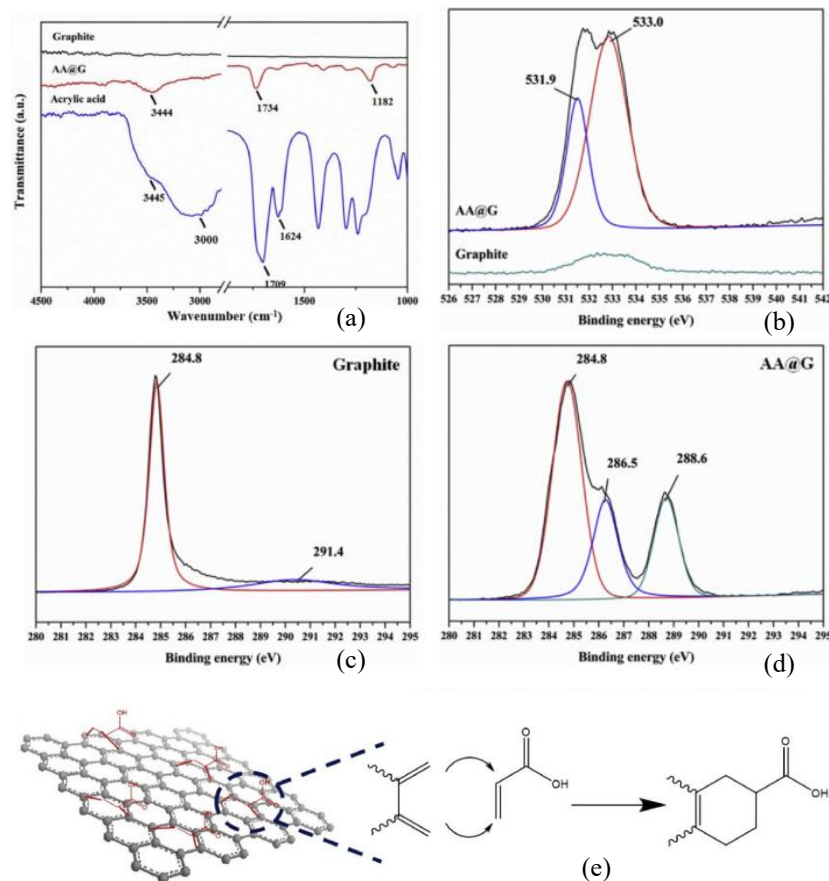 Graphite
AA@G
Acrylic acid
3444
1734
1182
3445
3000
1624
1709
Transmittance (a.u.)
4500 4000 3500 3000 1500 1000
Wavenumber (cm-1)
(a)
533.0
531.9
AA@G
Graphite
526 527 528 529 530 531 532 533 534 535 536 537 538 539 540 541 542
Binding energy (eV)
(b)
284.8
Graphite
291.4
280 281 282 283 284 285 286 287 288 289 290 291 292 293 294 295
Binding energy (eV)
(c)
284.8
AA@G
286.5
288.6
280 281 282 283 284 285 286 287 288 289 290 291 292 293 294 295
Binding energy (eV)
(d)
OH
OH
OH
OH
O
OH
O
OH
(e)